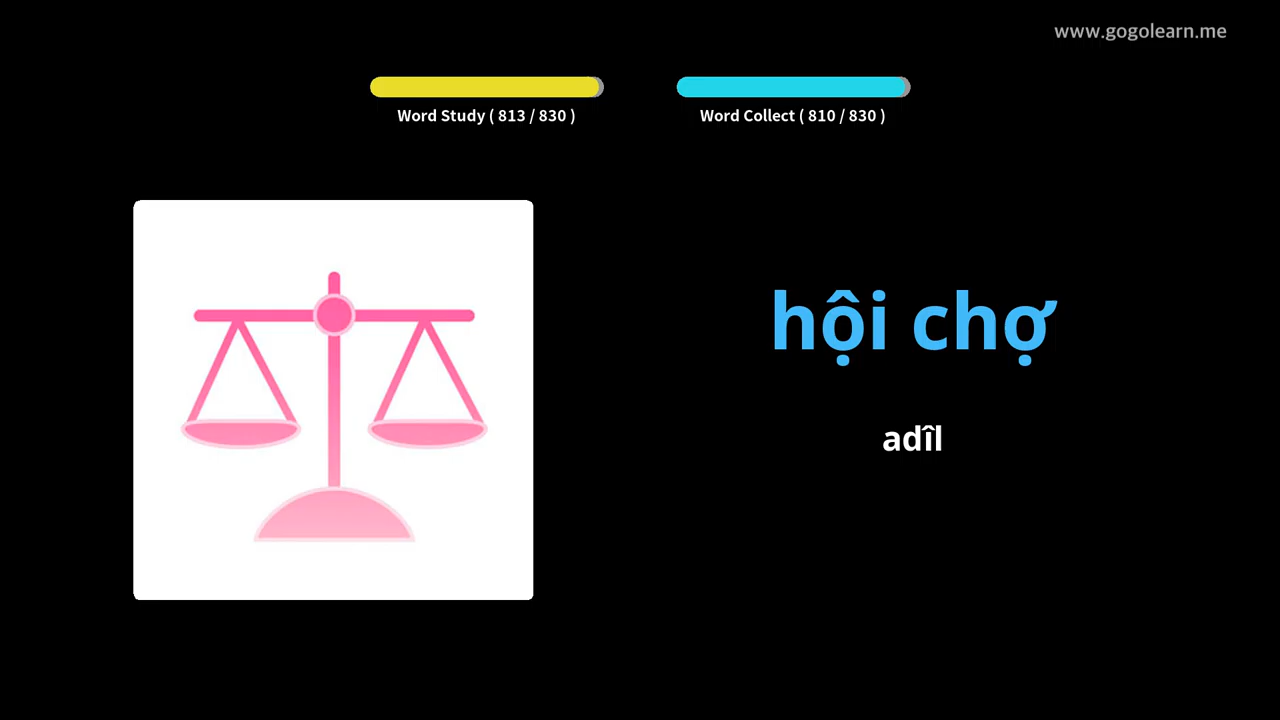 www.gogolearn.me
Word Study ( 813 / 830 )
Word Collect ( 810 / 830 )
hội chợ
adîl